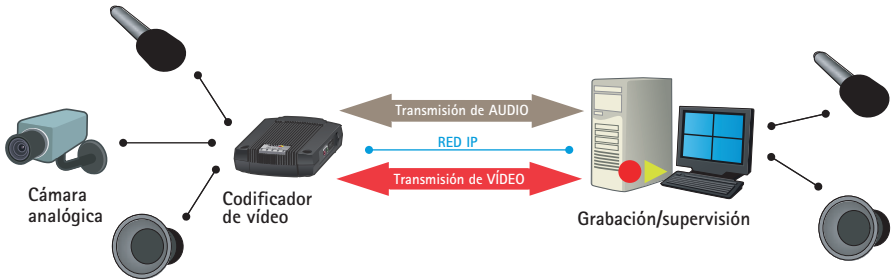 Transmisión de AUDIO
RED IP
Transmisión de VÍDEO
Cámara
analógica
Codificador
de vídeo
Grabación/supervisión